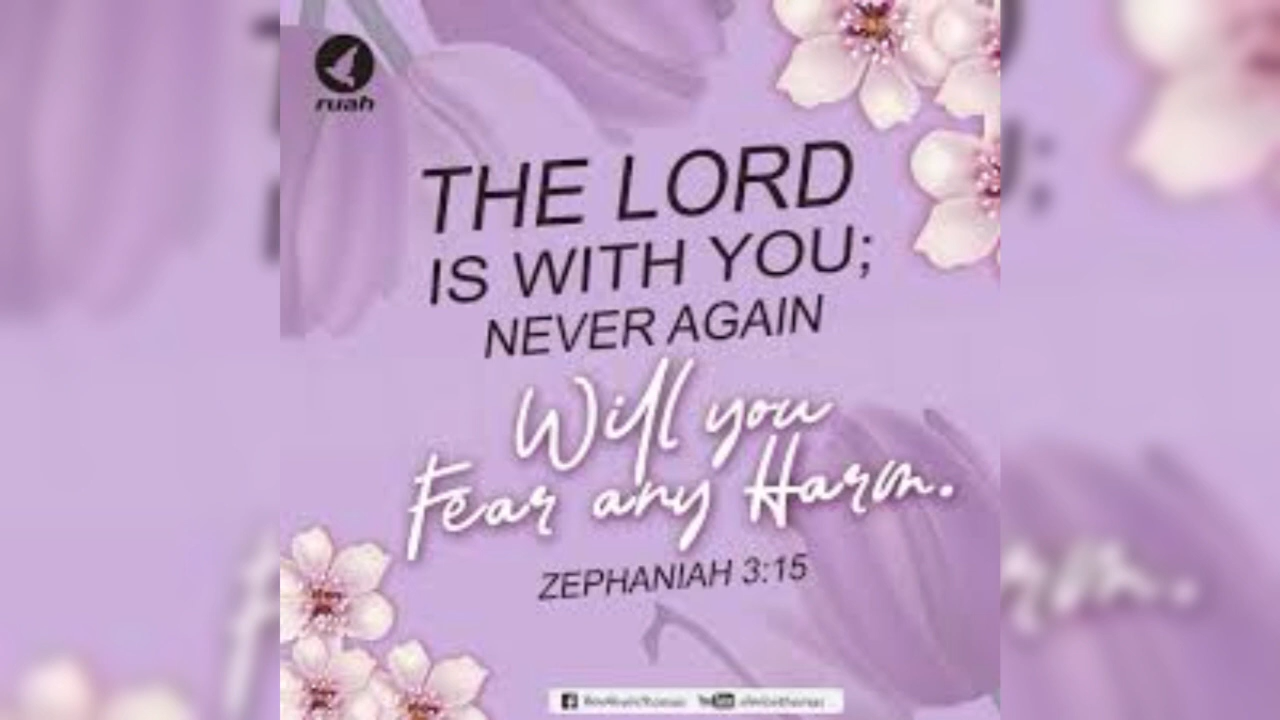 ruah
THE LORD
IS WITH YOU;
NEVER AGAIN
Will you
Fear any Harm.
ZEPHANIAH 3:15